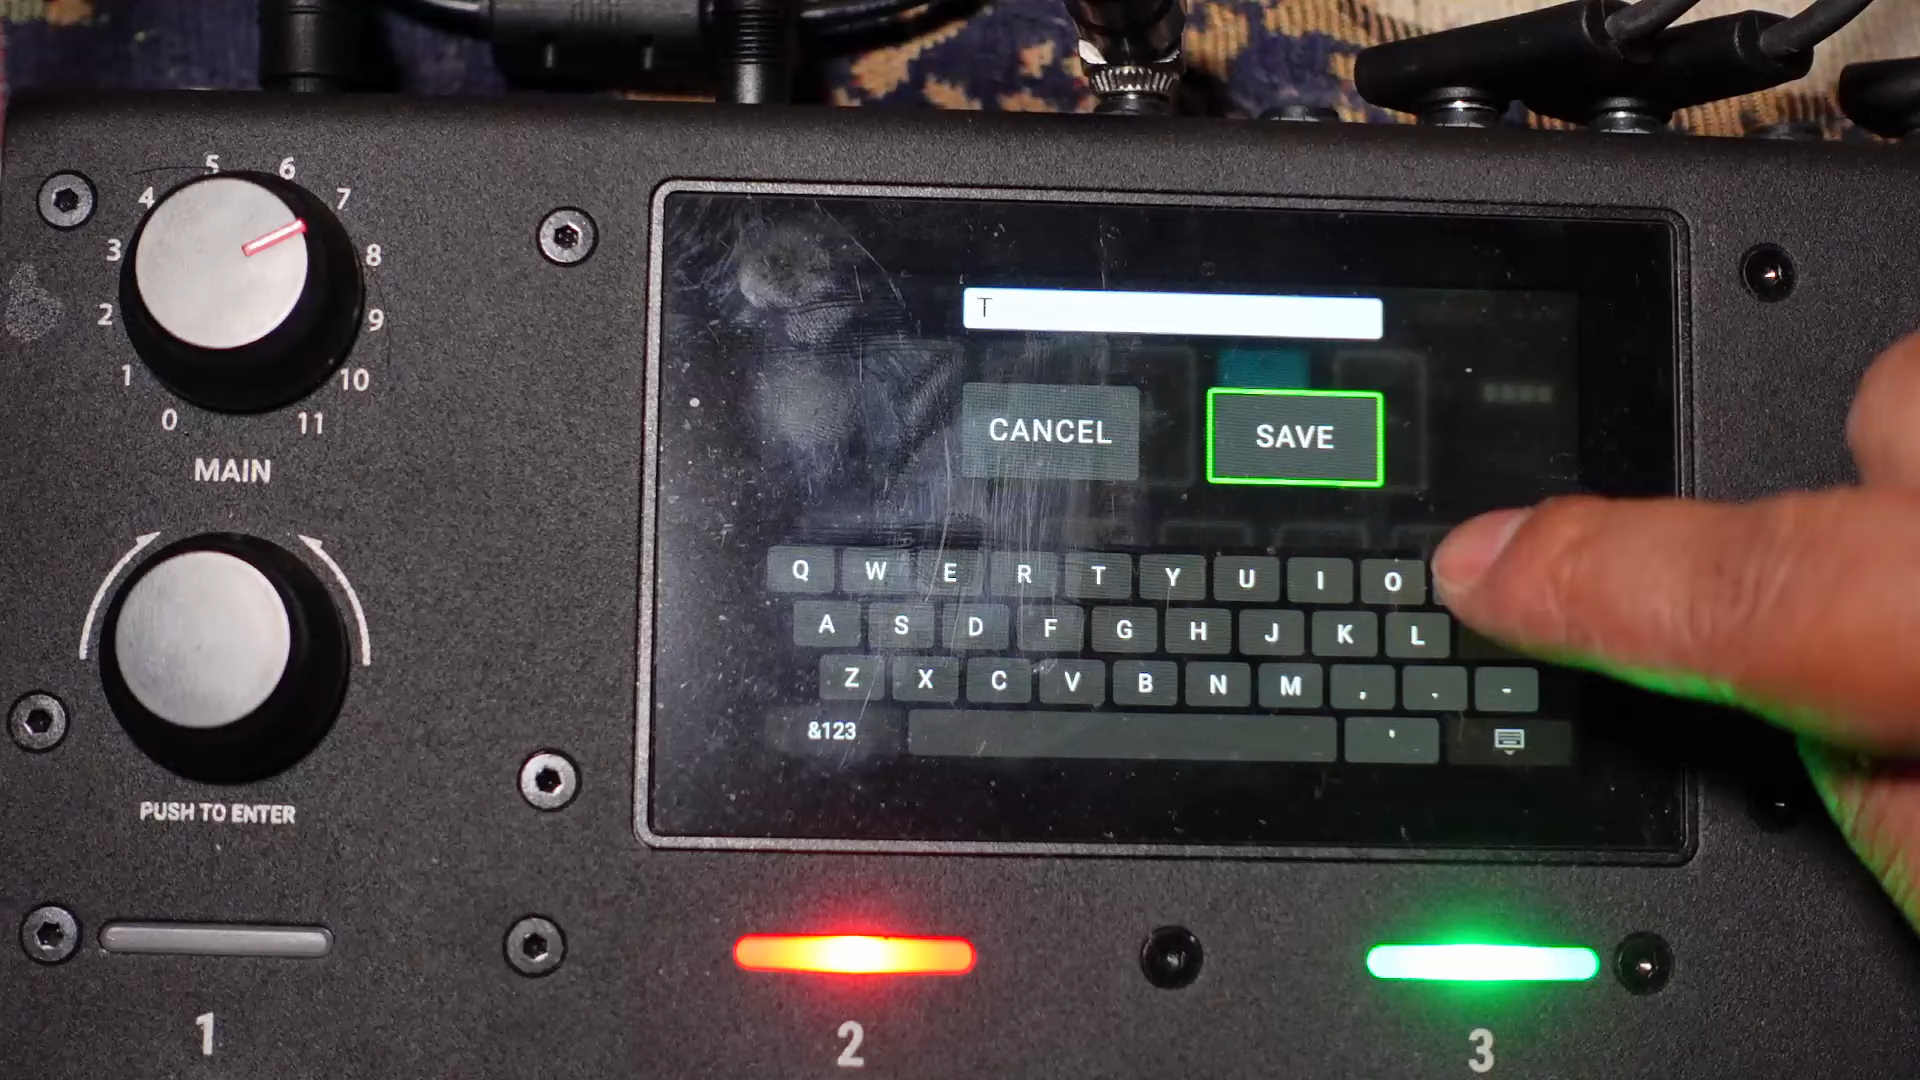 5 6
4 7
3 8
2 9
1 10
0 11
MAIN
PUSH TO ENTER
T
CANCEL SAVE
Q W E R T Y U I O
A S D F G H J K L
Z X C V B N M , . -
&123 '
1 2 3